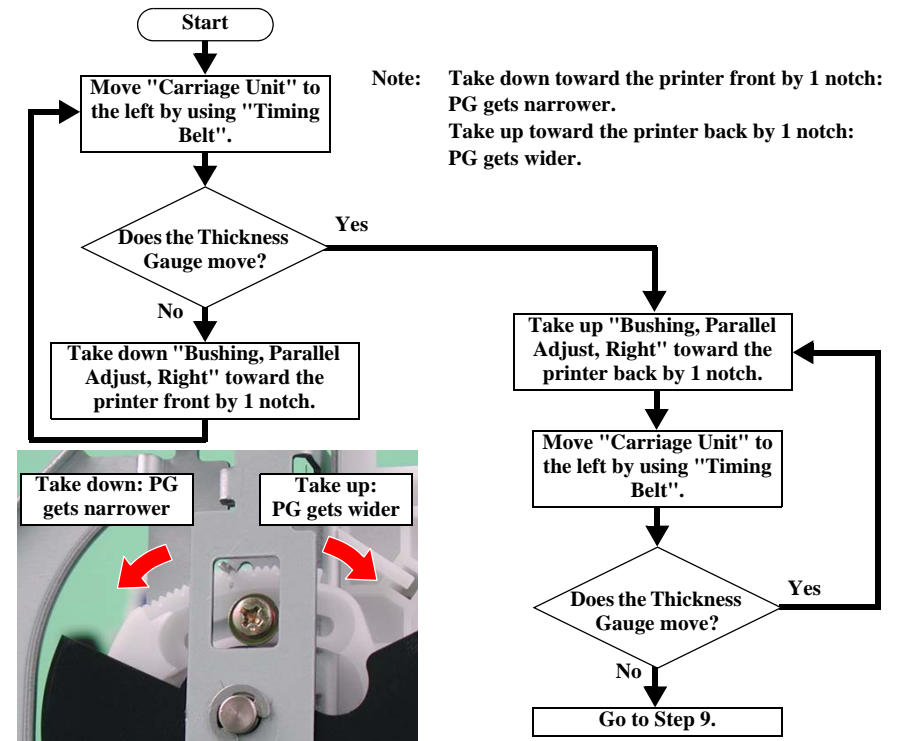 Start
Move "Carriage Unit" to
the left by using "Timing
Belt".
Note: Take down toward the printer front by 1 notch:
PG gets narrower.
Take up toward the printer back by 1 notch:
PG gets wider.
Does the Thickness
Gauge move?
Yes
No
Take down "Bushing, Parallel
Adjust, Right" toward the
printer front by 1 notch.
Take up "Bushing, Parallel
Adjust, Right" toward the
printer back by 1 notch.
Move "Carriage Unit" to
the left by using "Timing
Belt".
Does the Thickness
Gauge move?
Yes
No
Go to Step 9.
Take down: PG
gets narrower
Take up:
PG gets wider